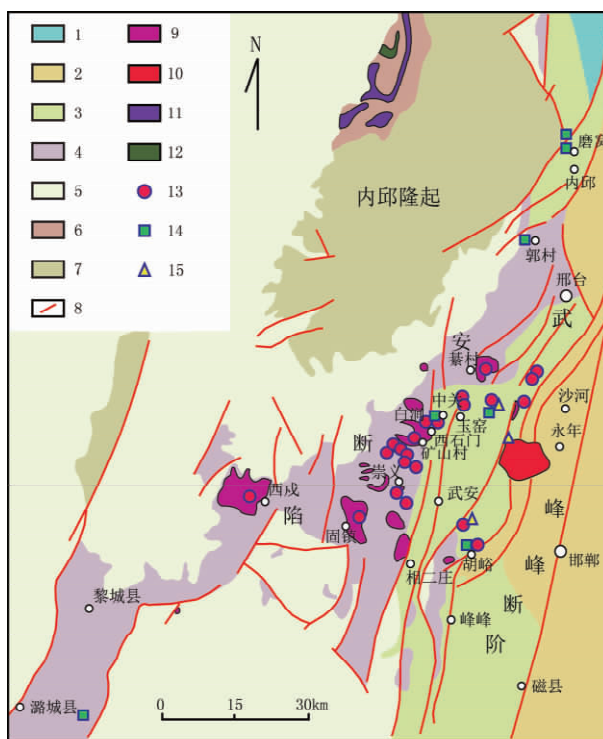 1
2
3
4
5
6
7
8
9
10
11
12
13
14
15
N
内邱隆起
内邱
郭村
邢台
武
安
綦村
中关
沙河
白涧
玉窑
西石门
永年
断
矿山村
崇义
西戌
武安
峰
陷
固镇
胡峪
峰
邯郸
相二庄
黎城县
峰峰
断
阶
磁县
潞城县
0
15
30km